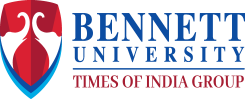 BENNETT
UNIVERSITY
TIMES OF INDIA GROUP